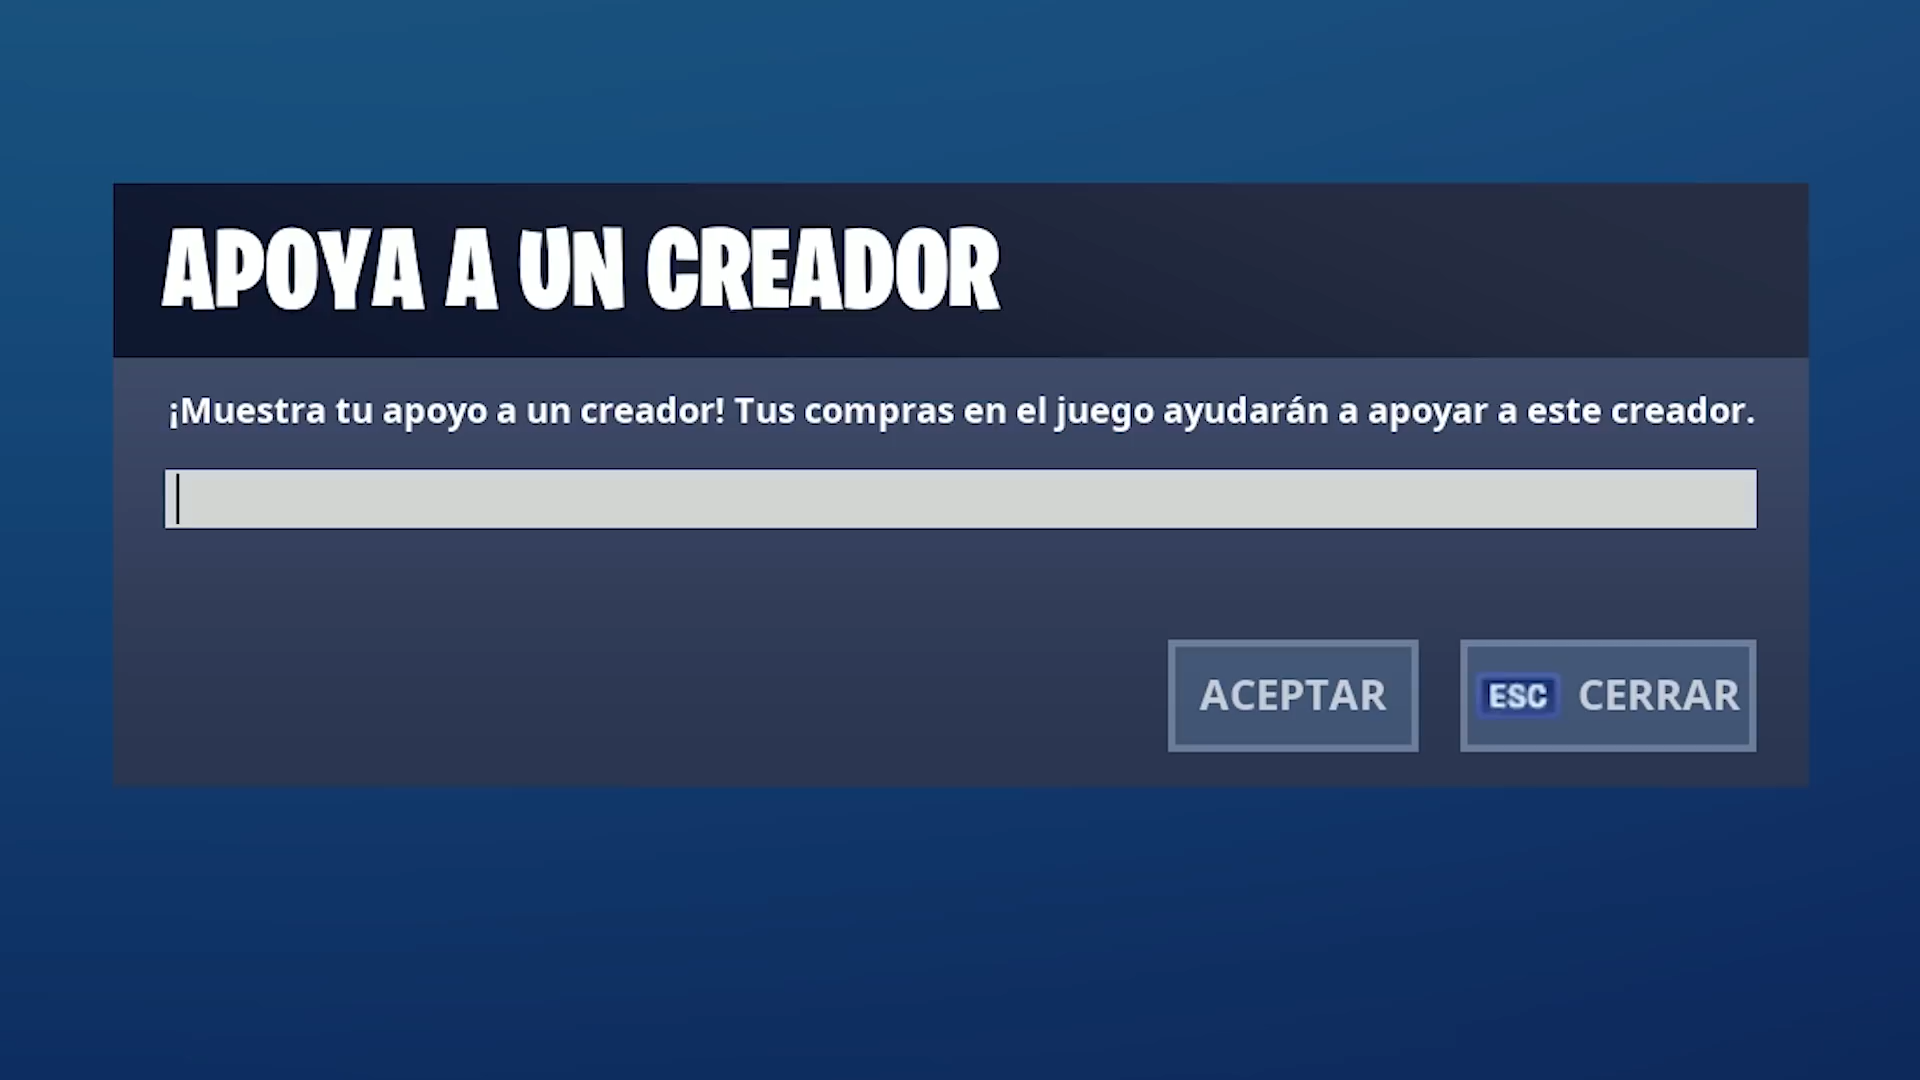 APOYA A UN CREADOR
¡Muestra tu apoyo a un creador! Tus compras en el juego ayudarán a apoyar a este creador.
ACEPTAR
ESC CERRAR